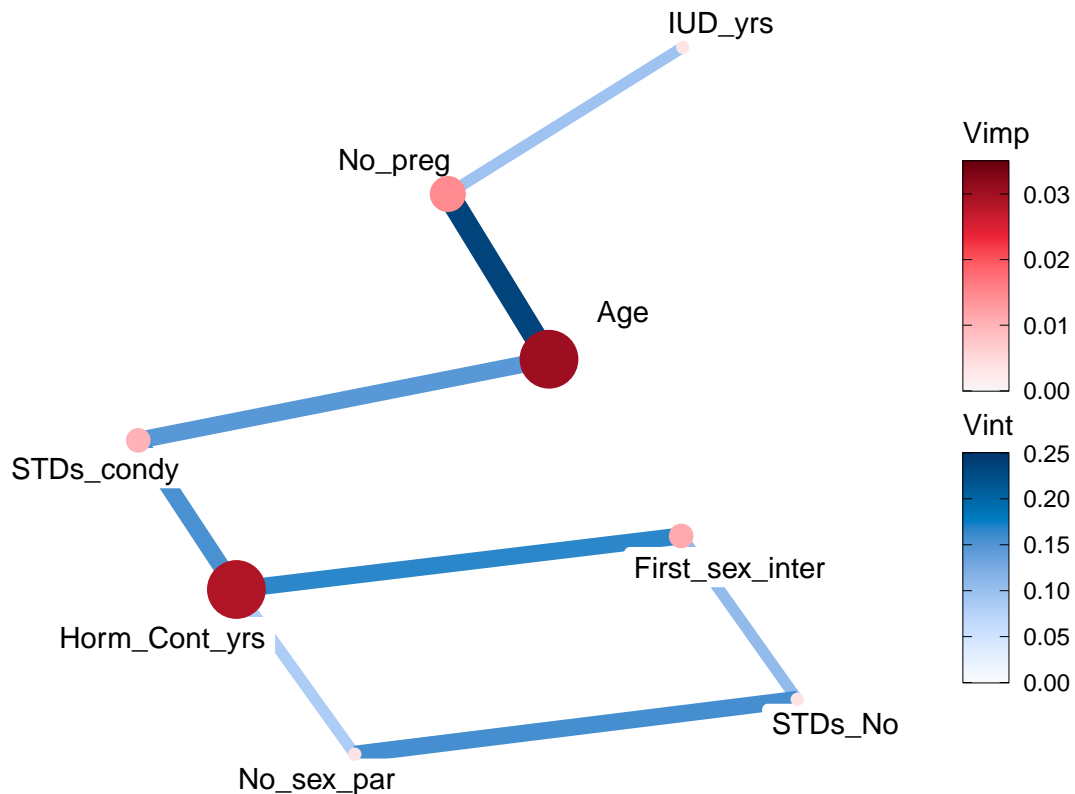 IUD_yrs
No_preg
Age
STDs_condy
First_sex_inter
Horm_Cont_yrs
STDs_No
No_sex_par
Vimp
0.03
0.02
0.01
0.00
Vint
0.25
0.20
0.15
0.10
0.05
0.00